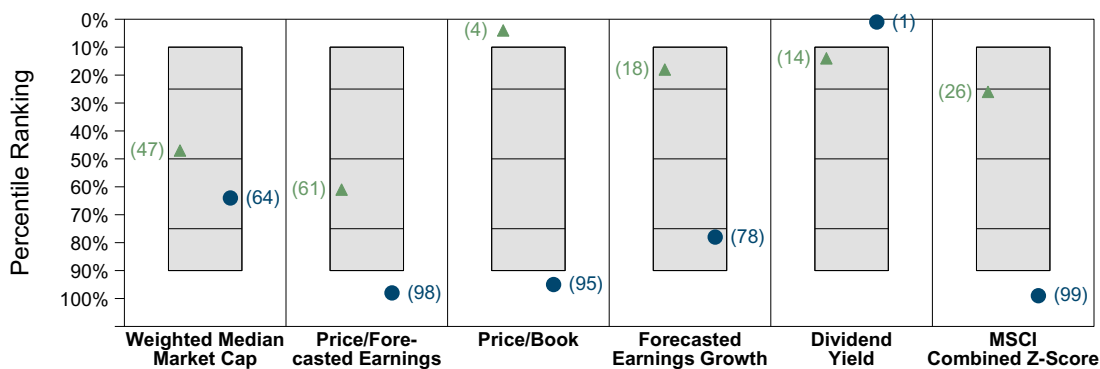 Percentile Ranking
0%
10%
20%
30%
40%
50%
60%
70%
80%
90%
100%
(47)
(64)
(61)
(98)
(4)
(95)
(18)
(78)
(14)
(1)
(26)
(99)
Weighted Median
Market Cap
Price/Fore-
casted Earnings
Price/Book
Forecasted
Earnings Growth
Dividend
Yield
MSCI
Combined Z-Score